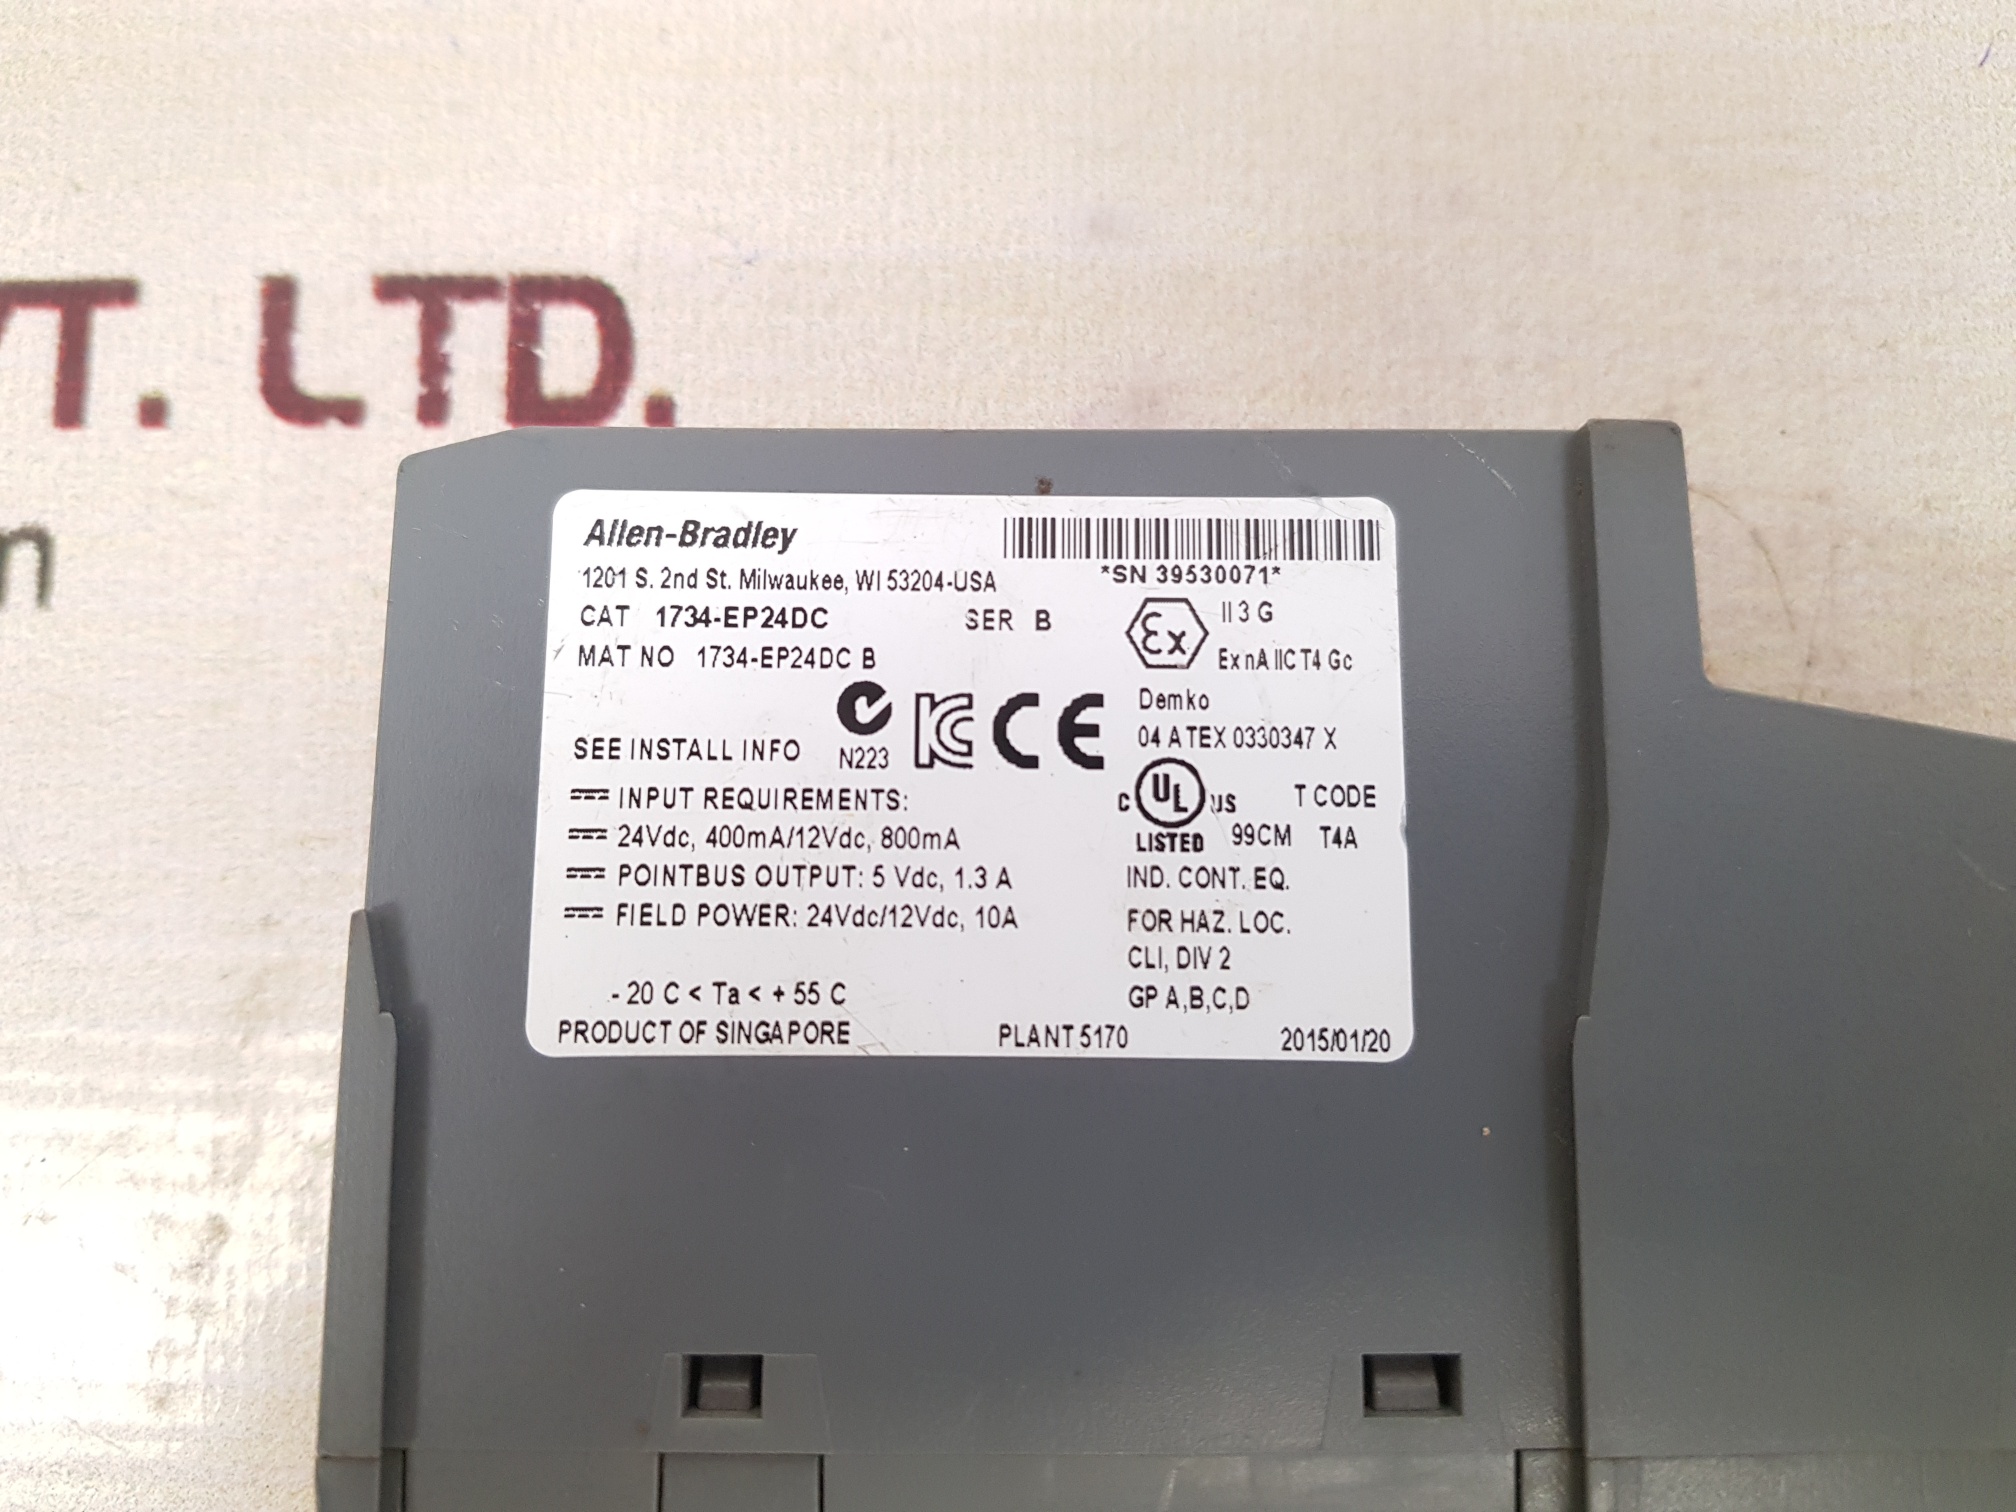 VT. LTD.
n
Allen-Bradley
1201 S. 2nd St. Milwaukee, WI 53204-USA
*SN 39530071*
CAT 1734-EP24DC SER B
MAT NO 1734-EP24DC B
Ex II 3 G
Ex nA IIC T4 Gc
Demko
04 ATEX 0330347 X
SEE INSTALL INFO N223 KC CE
C UL US LISTED 99CM
T CODE
T4A
INPUT REQUIREMENTS:
24Vdc, 400mA/12Vdc, 800mA
POINTBUS OUTPUT: 5 Vdc, 1.3 A
FIELD POWER: 24Vdc/12Vdc, 10A
IND. CONT. EQ.
FOR HAZ. LOC.
CLI, DIV 2
GP A,B,C,D
- 20 C < Ta < + 55 C
PRODUCT OF SINGAPORE PLANT 5170 2015/01/20